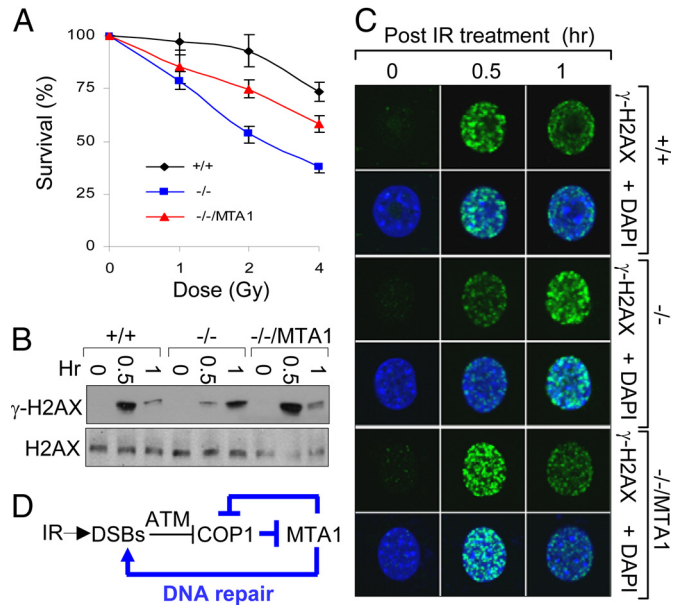 A
Survival (%)
100
75
50
25
0
+/+
-/-
-/-/MTA1
0
1
2
4
Dose (Gy)
B
+/+ -/- -/-/MTA1
Hr 0 0.5 1 0 0.5 1 0 0.5 1
γ-H2AX
H2AX
D
IR DSBs ATM COP1 MTA1
DNA repair
C
Post IR treatment (hr)
0 0.5 1
γ-H2AX + DAPI
+/+
γ-H2AX + DAPI
-/-
γ-H2AX + DAPI
-/-/MTA1